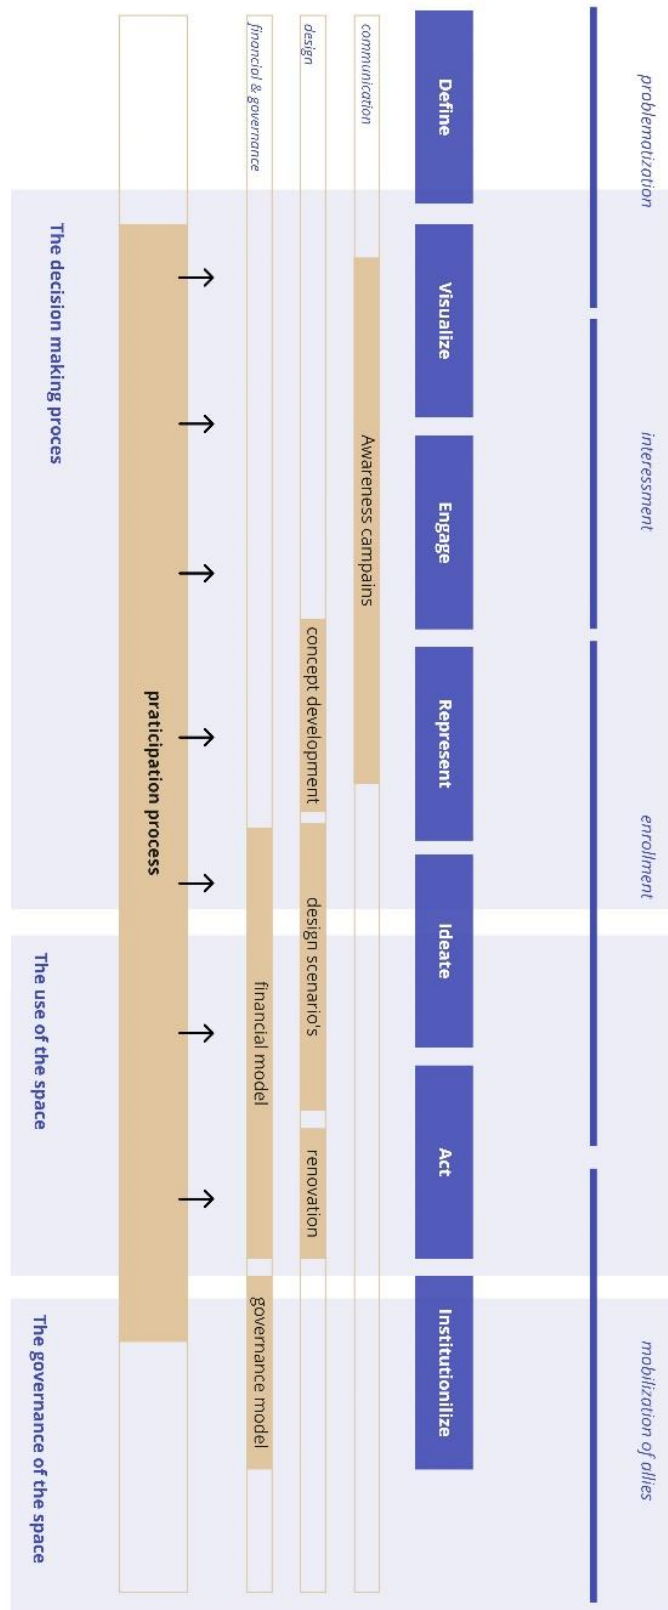 problematization
interessment
enrollment
mobilization of allies
Define
Visualize
Engage
Represent
Ideate
Act
Institutionilize
communication
Awareness campains
design
concept development
design scenario's
renovation
financial & governance
financial model
governance model
praticipation process
The decision making proces
The use of the space
The governance of the space